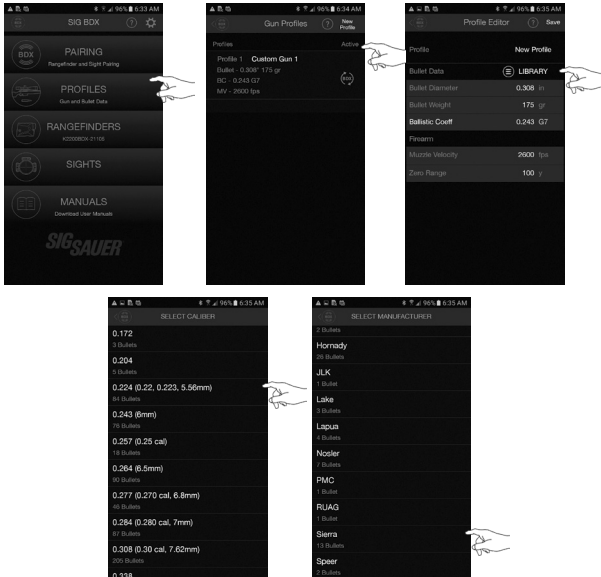 96% 6:33 AM
SIG BDX
BDX
PAIRING
Rangefinder and Sight Pairing
PROFILES
Gun and Bullet Data
RANGEFINDERS
SIGHTS
MANUALS
Download User Manuals
SIG SAUER
96% 6:34 AM
Gun Profiles ? New Profile
Profiles Active
Profile 1 Custom Gun 1
Bullet - 0.308" 175 gr
BC - 0.243 G7
MV - 2600 fps
BDX
96% 6:35 AM
Profile Editor ? Save
Profile New Profile
Bullet Data LIBRARY
Bullet Diameter 0.308 in
Bullet Weight 175 gr
Ballistic Coeff 0.243 G7
Firearm
Muzzle Velocity 2600 fps
Zero Range 100 y
96% 6:35 AM
SELECT CALIBER
0.172
3 Bullets
0.204
5 Bullets
0.224 (0.22, 0.223, 5.56mm)
84 Bullets
0.243 (6mm)
76 Bullets
0.257 (0.25 cal)
18 Bullets
0.264 (6.5mm)
90 Bullets
0.277 (0.270 cal, 6.8mm)
46 Bullets
0.284 (0.280 cal, 7mm)
87 Bullets
0.308 (0.30 cal, 7.62mm)
205 Bullets
0.338
96% 6:35 AM
SELECT MANUFACTURER
2 Bullets
Hornady
26 Bullets
JLK
1 Bullet
Lake
3 Bullets
Lapua
4 Bullets
Nosler
7 Bullets
PMC
1 Bullet
RUAG
1 Bullet
Sierra
13 Bullets
Speer
2 Bullets